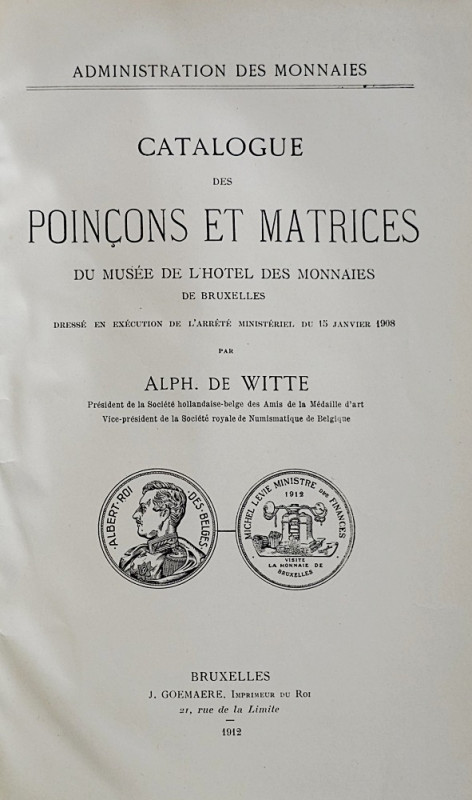 ADMINISTRATION DES MONNAIES
CATALOGUE
DES
POINÇONS ET MATRICES
DU MUSÉE DE L'HOTEL DES MONNAIES
DE BRUXELLES
DRESSÉ EN EXÉCUTION DE L'ARRÊTÉ MINISTÉRIEL DU 15 JANVIER 1908
PAR
ALPH. DE WITTE
Président de la Société hollandaise-belge des Amis de la Médaille d'art
Vice-président de la Société royale de Numismatique de Belgique
ALBERT·ROI DES·BELGES
MICHEL LEVIE MINISTRE DES FINANCES
1912
VISITE
LA MONNAIE DE
BRUXELLES
BRUXELLES
J. GOEMAERE, IMPRIMEUR DU ROI
21, rue de la Limite
1912